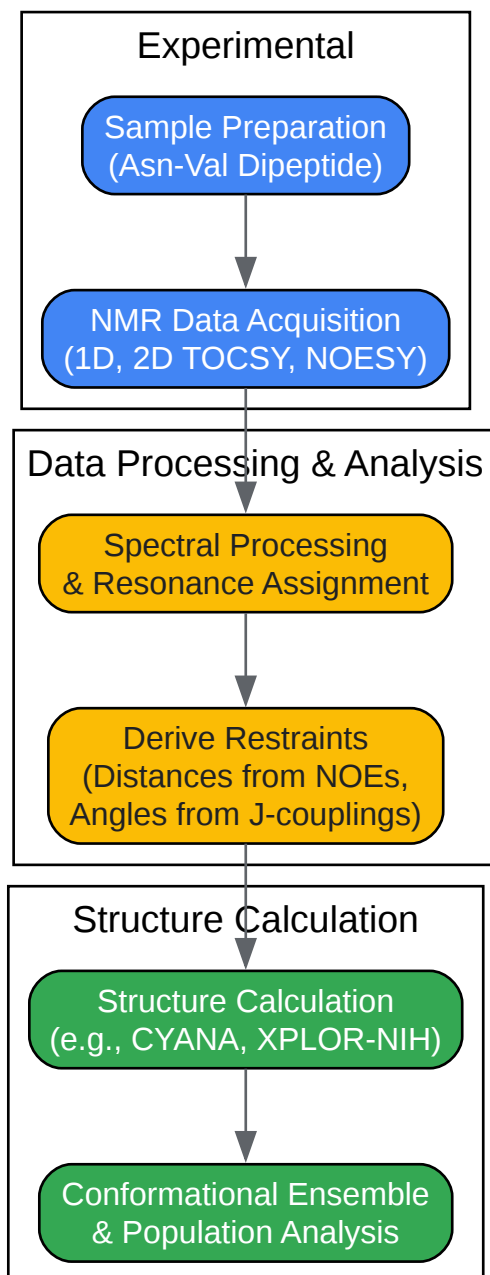 Experimental
Sample Preparation
(Asn-Val Dipeptide)
NMR Data Acquisition
(1D, 2D TOCSY, NOESY)
Data Processing & Analysis
Spectral Processing
& Resonance Assignment
Derive Restraints
(Distances from NOEs,
Angles from J-couplings)
Structure Calculation
Structure Calculation
(e.g., CYANA, XPLOR-NIH)
Conformational Ensemble
& Population Analysis